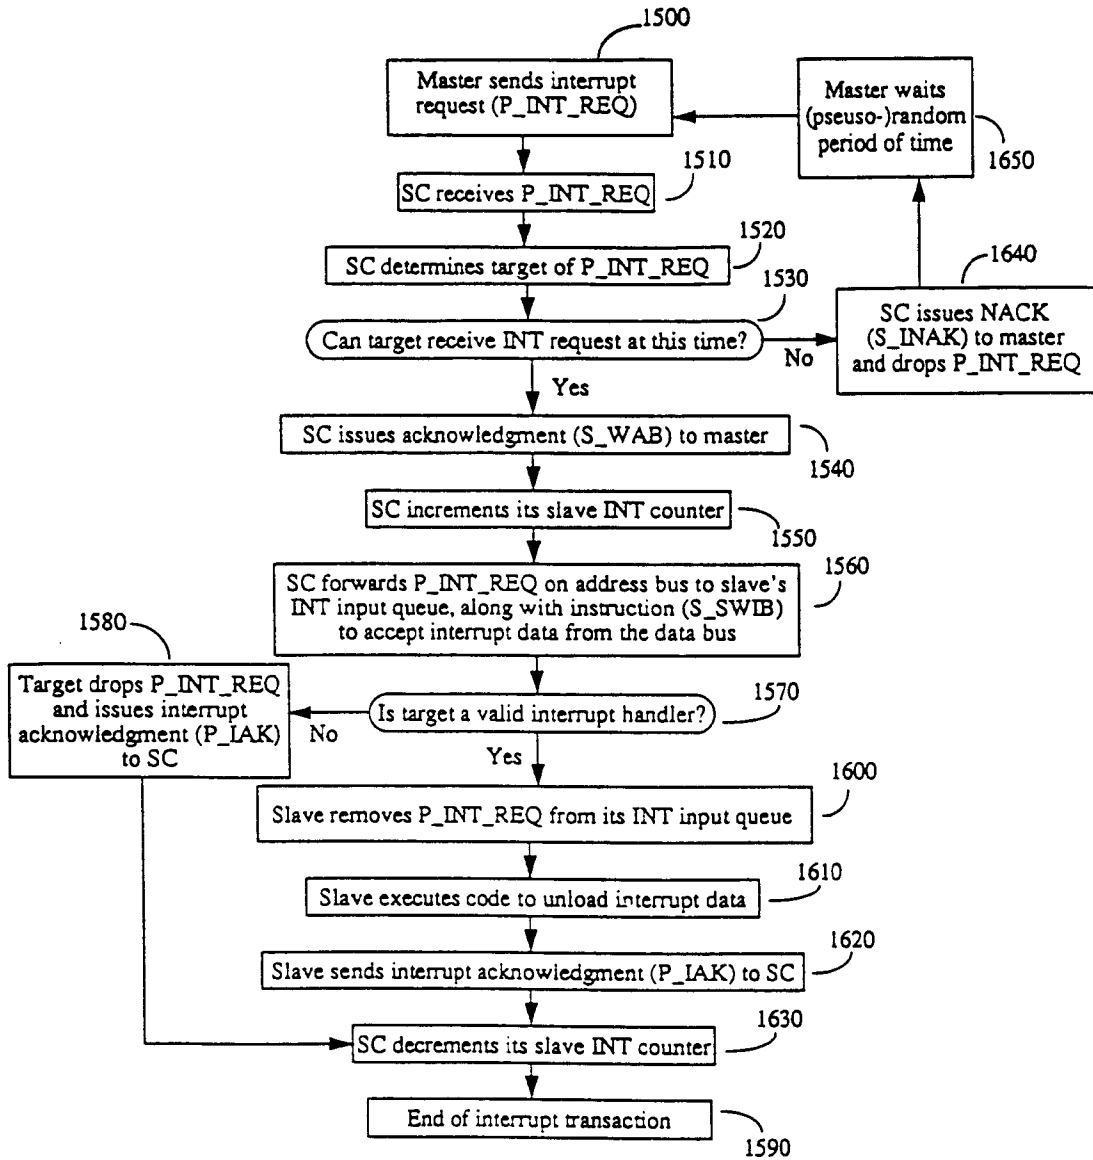 1500
Master sends interrupt
request (P_INT_REQ)
Master waits
(pseuso-)random
period of time
1650
1510
SC receives P_INT_REQ
1520
SC determines target of P_INT_REQ
1530
Can target receive INT request at this time?
No
Yes
1640
SC issues NACK
(S_INAK) to master
and drops P_INT_REQ
SC issues acknowledgment (S_WAB) to master
1540
SC increments its slave INT counter
1550
1560
SC forwards P_INT_REQ on address bus to slave's
INT input queue, along with instruction (S_SWIB)
to accept interrupt data from the data bus
1570
Is target a valid interrupt handler?
No
Yes
1580
Target drops P_INT_REQ
and issues interrupt
acknowledgment (P_IAK)
to SC
1600
Slave removes P_INT_REQ from its INT input queue
1610
Slave executes code to unload interrupt data
1620
Slave sends interrupt acknowledgment (P_IAK) to SC
1630
SC decrements its slave INT counter
End of interrupt transaction
1590